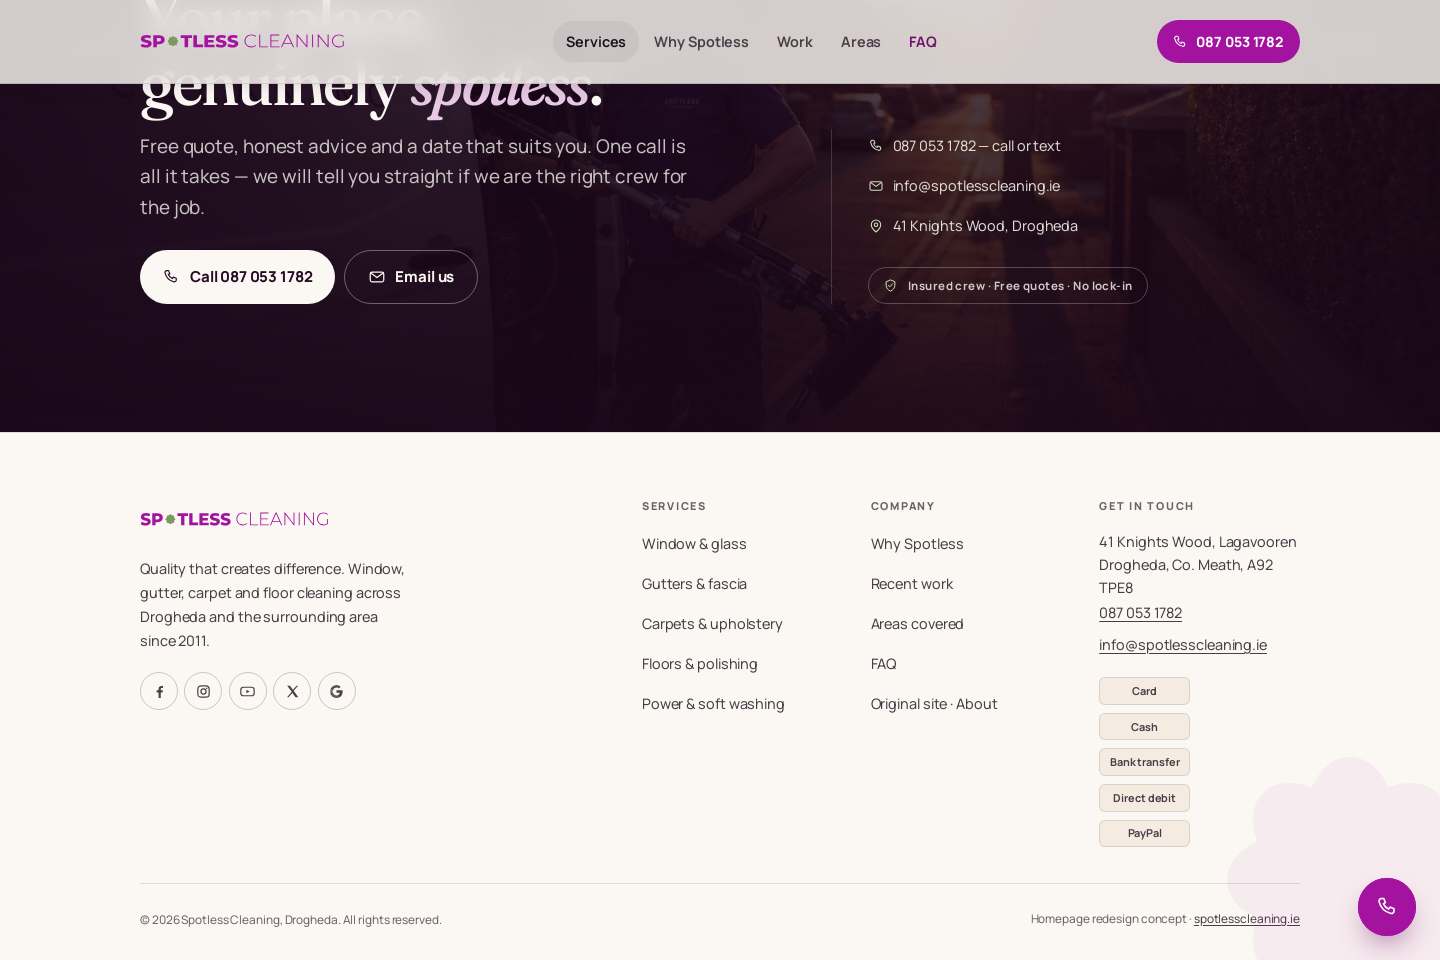 Your place
SPOTLESS CLEANING
Services
Why Spotless
Work
Areas
FAQ
087 053 1782
genuinely spotless.
Free quote, honest advice and a date that suits you. One call is
all it takes — we will tell you straight if we are the right crew for
the job.
Call 087 053 1782
Email us
087 053 1782 — call or text
info@spotlesscleaning.ie
41 Knights Wood, Drogheda
Insured crew · Free quotes · No lock-in
SPOTLESS CLEANING
Quality that creates difference. Window,
gutter, carpet and floor cleaning across
Drogheda and the surrounding area
since 2011.
SERVICES
Window & glass
Gutters & fascia
Carpets & upholstery
Floors & polishing
Power & soft washing
COMPANY
Why Spotless
Recent work
Areas covered
FAQ
Original site · About
GET IN TOUCH
41 Knights Wood, Lagavooren
Drogheda, Co. Meath, A92
TPE8
087 053 1782
info@spotlesscleaning.ie
Card
Cash
Bank transfer
Direct debit
PayPal
© 2026 Spotless Cleaning, Drogheda. All rights reserved.
Homepage redesign concept · spotlesscleaning.ie